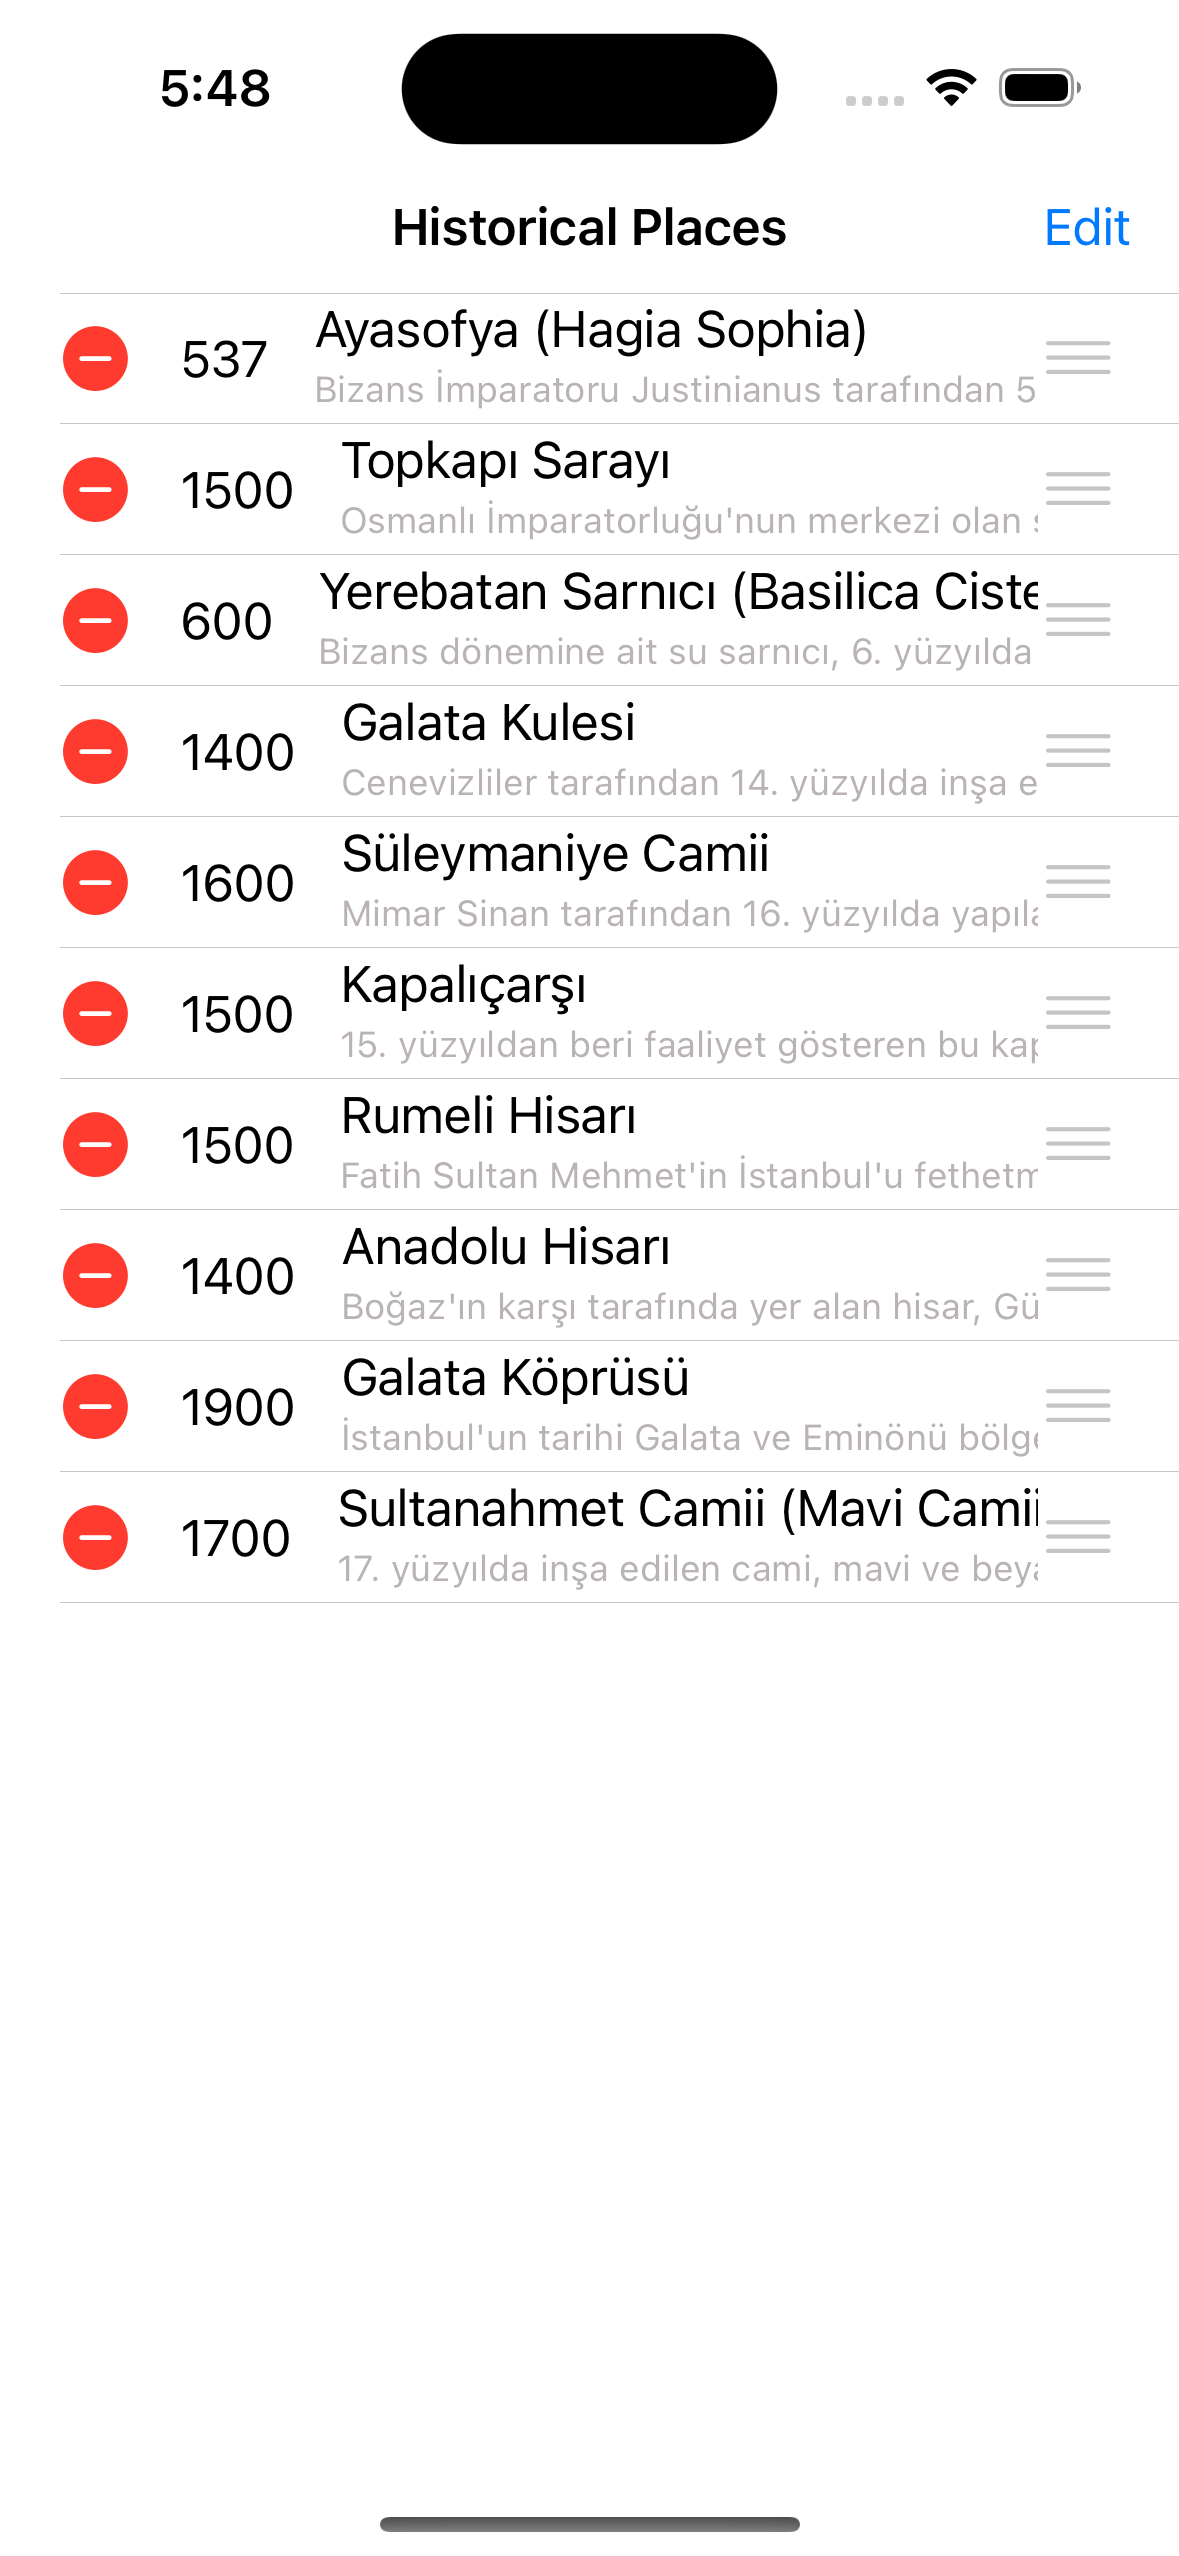 5:48
Historical Places
Edit
537
Ayasofya (Hagia Sophia)
Bizans İmparatoru Justinianus tarafından 5
1500
Topkapı Sarayı
Osmanlı İmparatorluğu'nun merkezi olan
600
Yerebatan Sarnıcı (Basilica Ciste
Bizans dönemine ait su sarnıcı, 6. yüzyılda
1400
Galata Kulesi
Cenevizliler tarafından 14. yüzyılda inşa e
1600
Süleymaniye Camii
Mimar Sinan tarafından 16. yüzyılda yapıla
1500
Kapalıçarşı
15. yüzyıldan beri faaliyet gösteren bu kap
1500
Rumeli Hisarı
Fatih Sultan Mehmet'in İstanbul'u fethetm
1400
Anadolu Hisarı
Boğaz'ın karşı tarafında yer alan hisar, Gü
1900
Galata Köprüsü
İstanbul'un tarihi Galata ve Eminönü bölge
1700
Sultanahmet Camii (Mavi Camii
17. yüzyılda inşa edilen cami, mavi ve beya